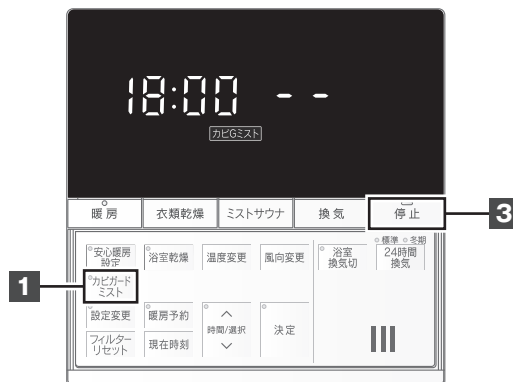 18:00 - -
カビGミスト
暖房 衣類乾燥 ミストサウナ 換気 停止
3
標準 冬期
安心暖房
設定
浴室乾燥 温度変更 風向変更
浴室
換気切
24時間
換気
1
カビガード
ミスト
設定変更 暖房予約
時間/選択
決定
フィルター
リセット
現在時刻